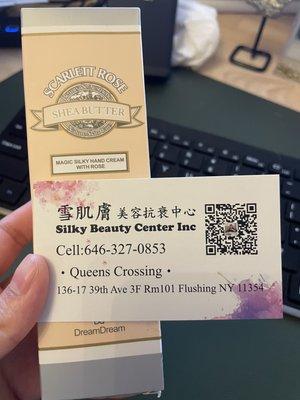 SCARLETT ROSE
SHEA BUTTER
MAGIC SILKY HAND CREAM
WITH ROSE
雪肌膚 美容抗衰中心
Silky Beauty Center Inc
Cell:646-327-0853
• Queens Crossing •
136-17 39th Ave 3F Rm101 Flushing NY 11354
DreamDream